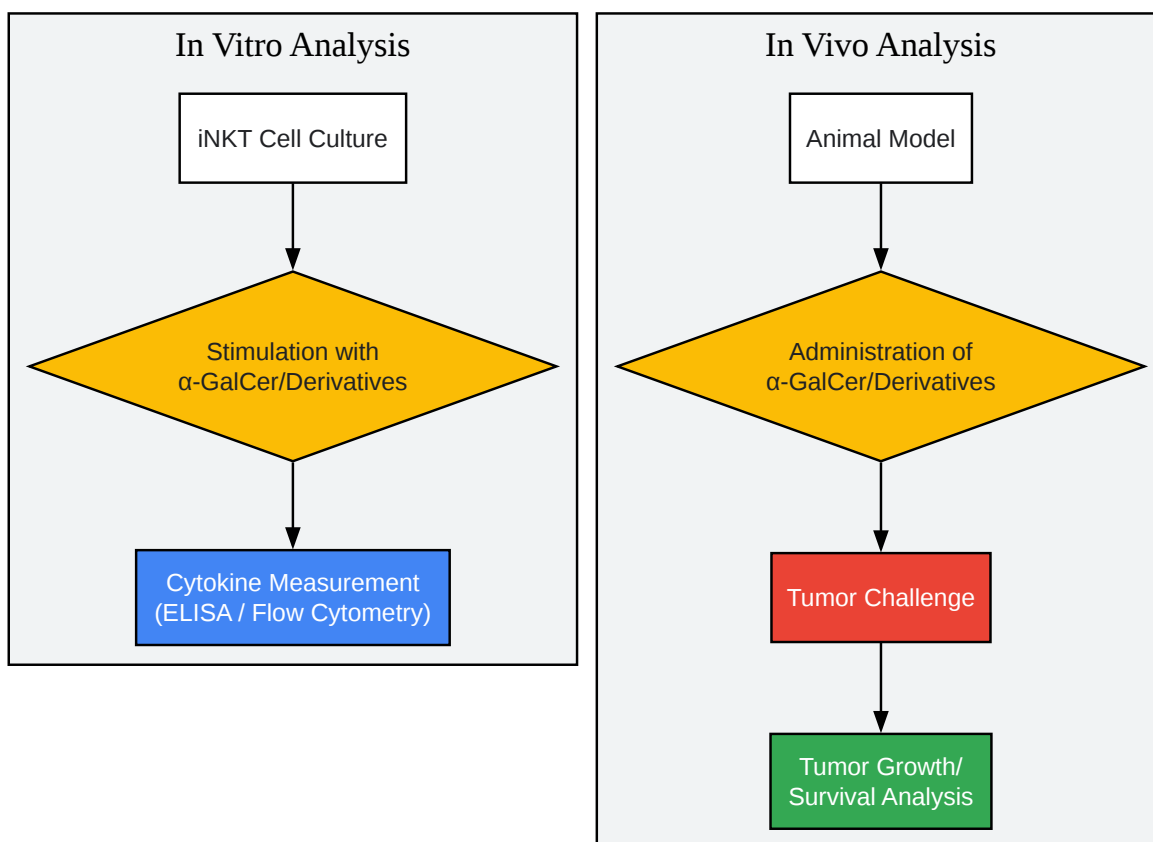 In Vitro Analysis
iNKT Cell Culture
Stimulation with
α-GalCer/Derivatives
Cytokine Measurement
(ELISA / Flow Cytometry)
In Vivo Analysis
Animal Model
Administration of
α-GalCer/Derivatives
Tumor Challenge
Tumor Growth/
Survival Analysis